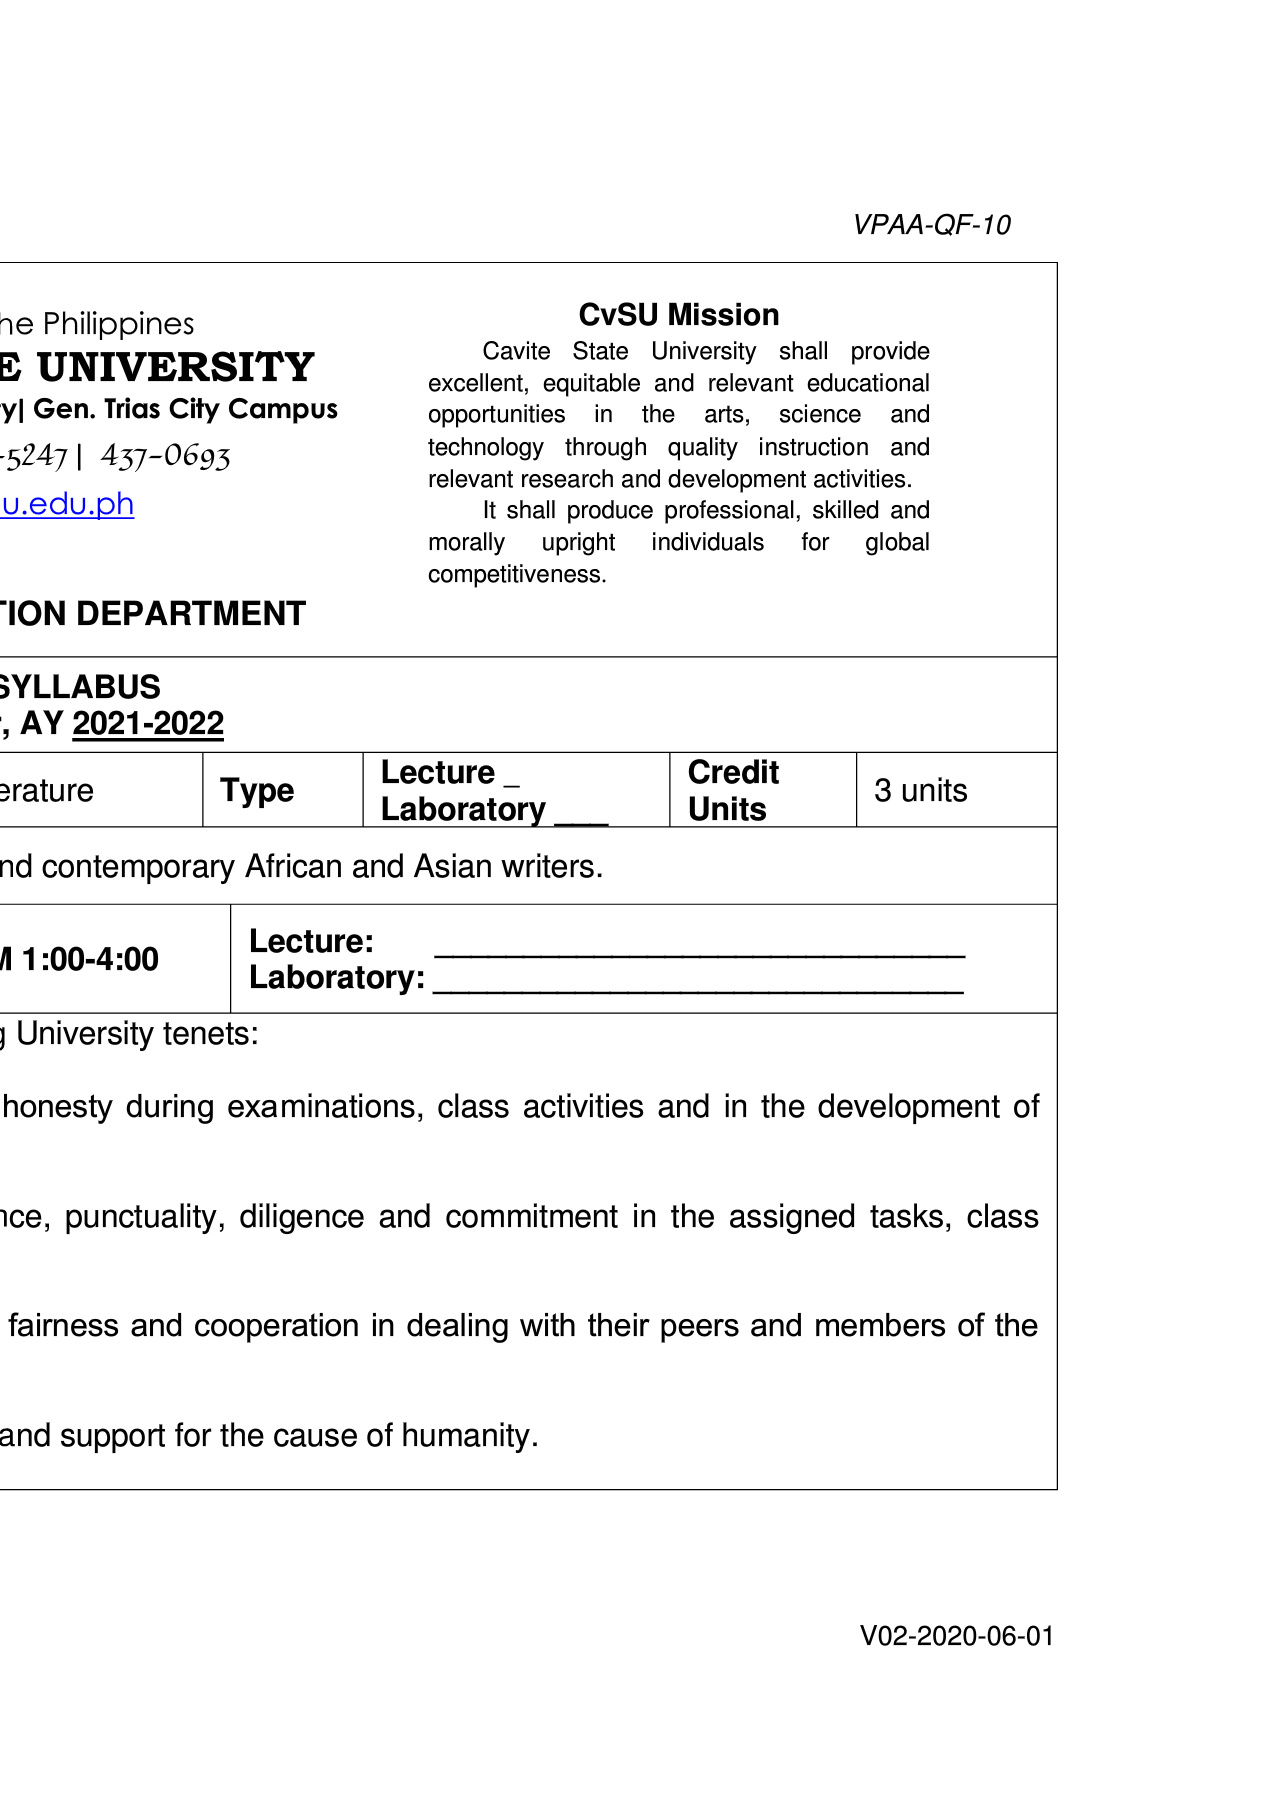 VPAA-QF-10
he Philippines
E UNIVERSITY
ty| Gen. Trias City Campus
-5247 | 437-0693
u.edu.ph
TION DEPARTMENT
CvSU Mission
Cavite State University shall provide
excellent, equitable and relevant educational
opportunities in the arts, science and
technology through quality instruction and
relevant research and development activities.
It shall produce professional, skilled and
morally upright individuals for global
competitiveness.
SYLLABUS
, AY 2021-2022
erature
Type
Lecture _
Laboratory ___
Credit
Units
3 units
nd contemporary African and Asian writers.
M 1:00-4:00
Lecture: ______________________________
Laboratory: ______________________________
g University tenets:
honesty during examinations, class activities and in the development of
nce, punctuality, diligence and commitment in the assigned tasks, class
fairness and cooperation in dealing with their peers and members of the
and support for the cause of humanity.
V02-2020-06-01